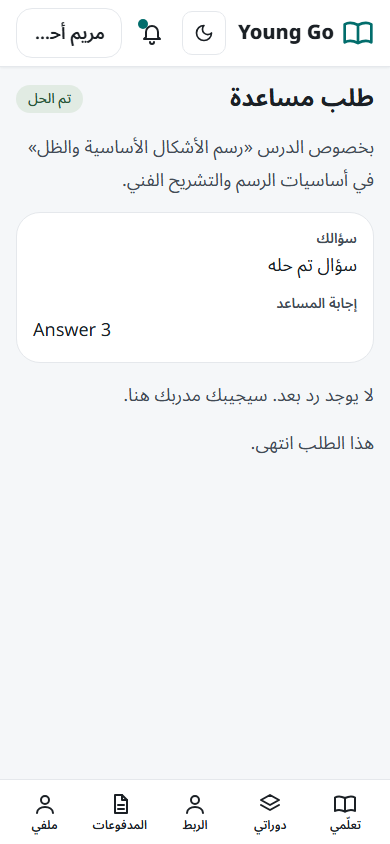 Young Go
مريم أحـ...
طلب مساعدة
تم الحل
بخصوص الدرس «رسم الأشكال الأساسية والظل»
في أساسيات الرسم والتشريح الفني.
سؤالك
سؤال تم حله
إجابة المساعد
Answer 3
لا يوجد رد بعد. سيجيبك مدربك هنا.
هذا الطلب انتهى.
تعلّمي
دوراتي
الربط
المدفوعات
ملفي